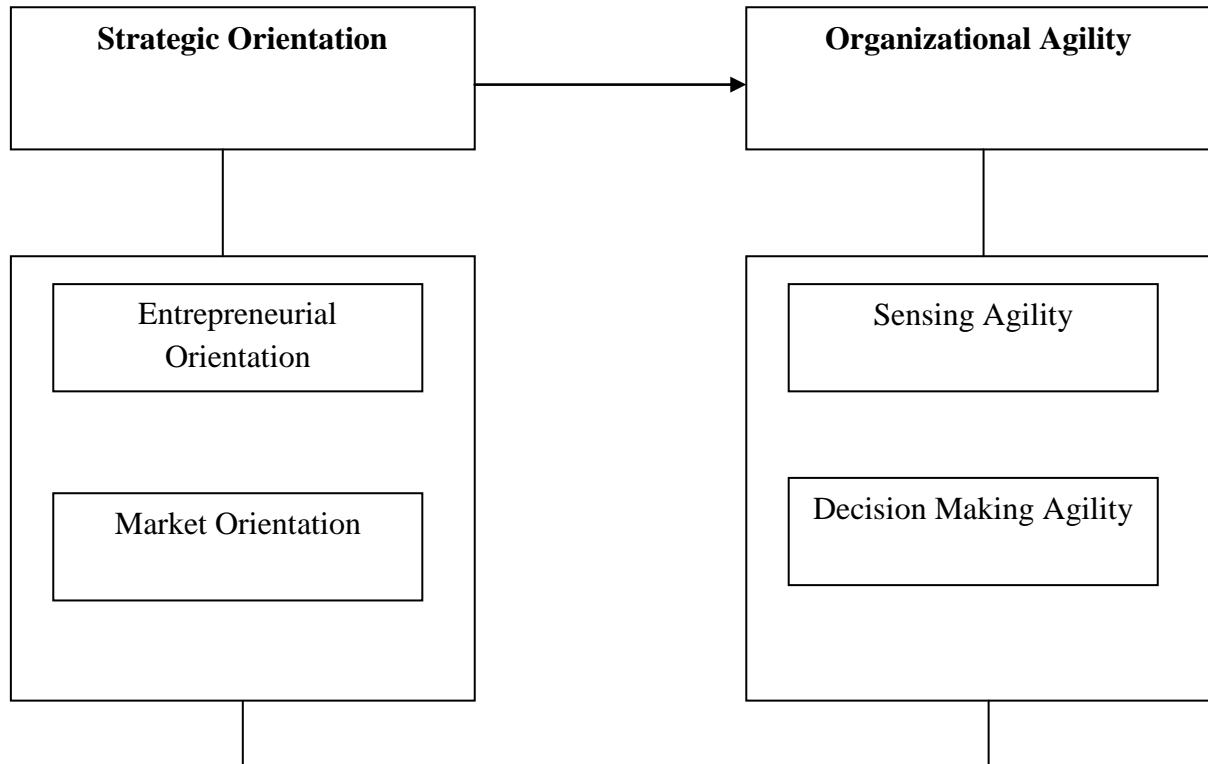 Strategic Orientation
Organizational Agility
Entrepreneurial
Orientation
Sensing Agility
Market Orientation
Decision Making Agility